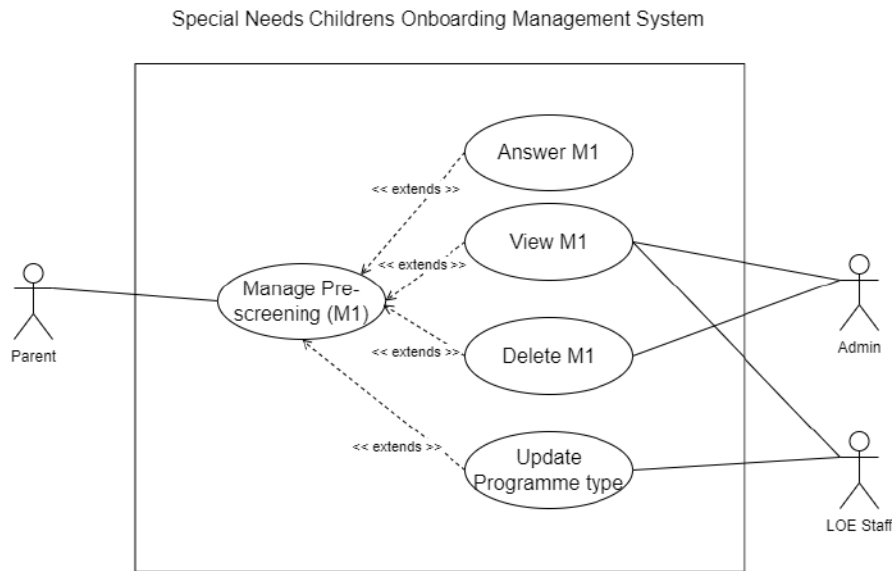 Special Needs Childrens Onboarding Management System
Answer M1
<< extends >>
View M1
<< extends >>
Manage Pre-
screening (M1)
Parent
Admin
<< extends >>
Delete M1
<< extends >>
Update
Programme type
LOE Staff